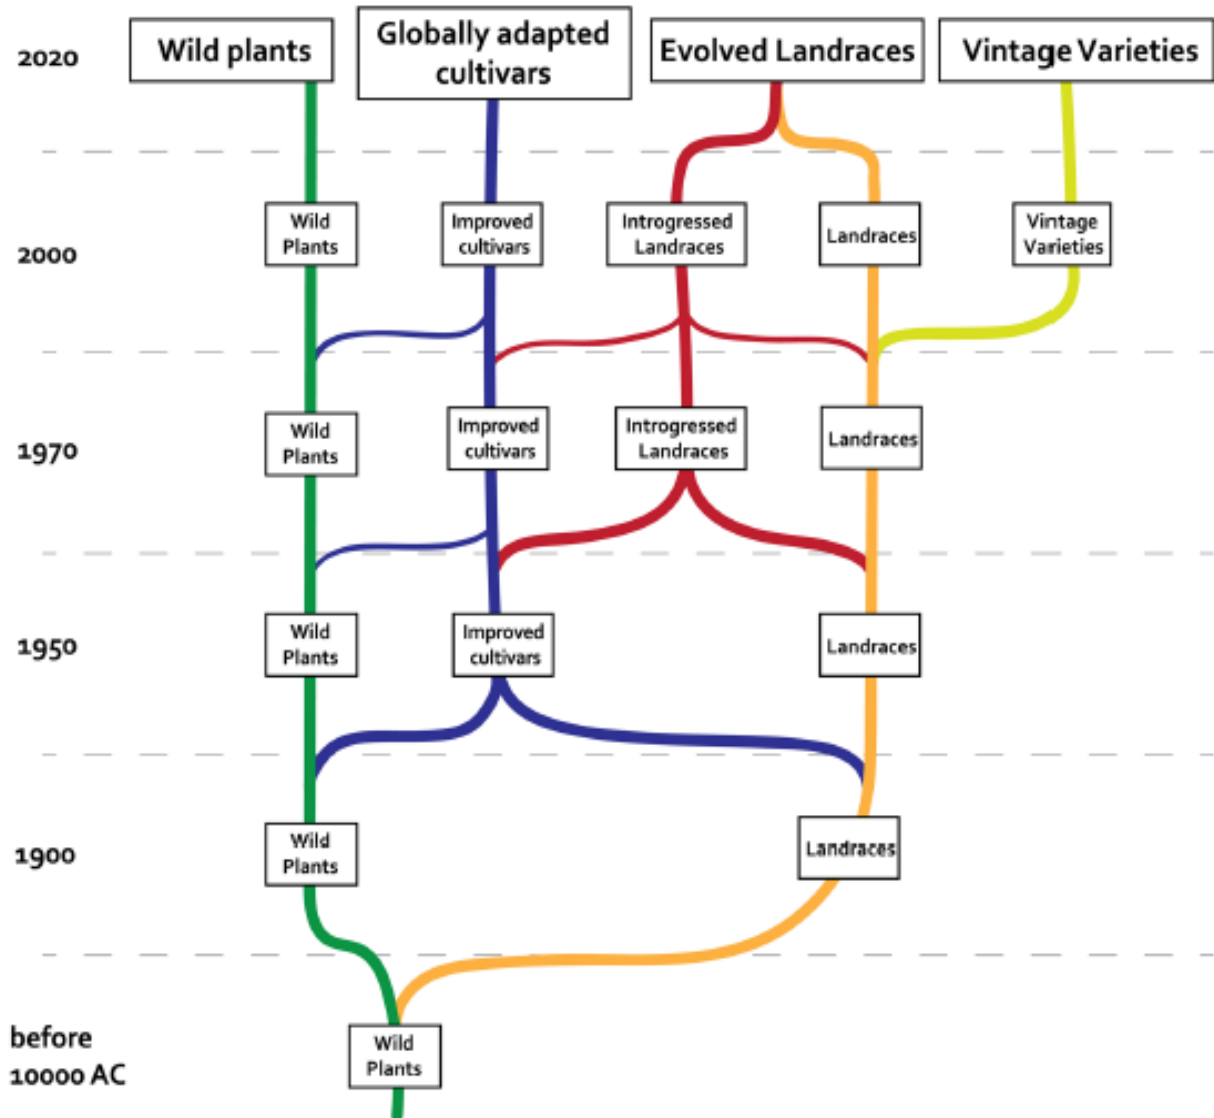 2020
Wild plants
Globally adapted
cultivars
Evolved Landraces
Vintage Varieties
2000
Wild
Plants
Improved
cultivars
Introgressed
Landraces
Landraces
Vintage
Varieties
1970
Wild
Plants
Improved
cultivars
Introgressed
Landraces
Landraces
1950
Wild
Plants
Improved
cultivars
Landraces
1900
Wild
Plants
Landraces
before
10000 AC
Wild
Plants